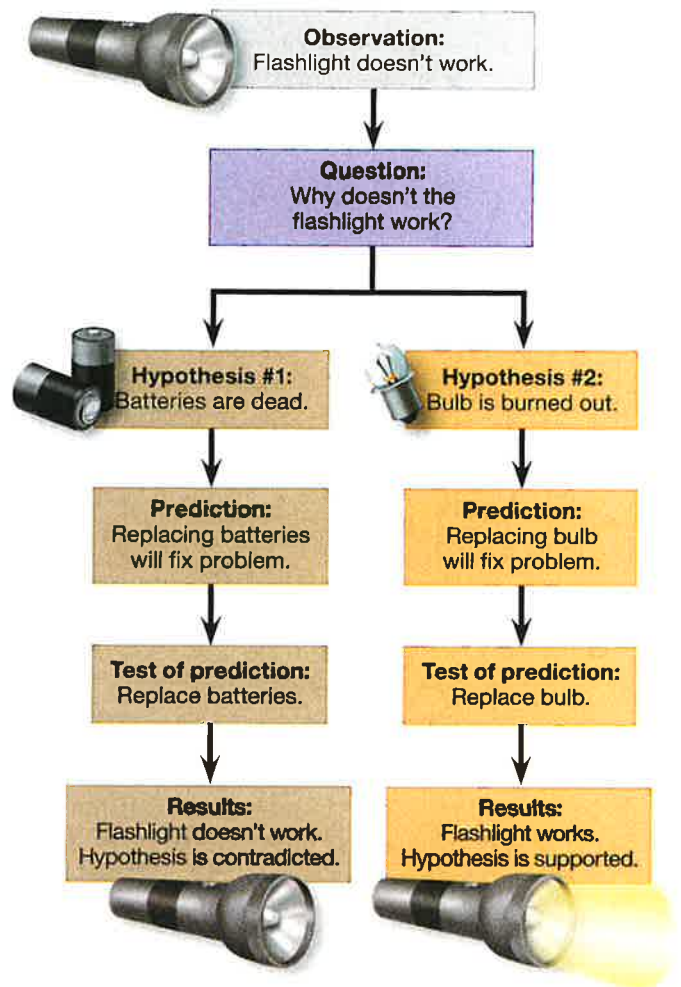 Observation:
Flashlight doesn't work.
Question:
Why doesn't the
flashlight work?
Hypothesis #1:
Batteries are dead.
Prediction:
Replacing batteries
will fix problem.
Test of prediction:
Replace batteries.
Results:
Flashlight doesn't work.
Hypothesis is contradicted.
Hypothesis #2:
Bulb is burned out.
Prediction:
Replacing bulb
will fix problem.
Test of prediction:
Replace bulb.
Results:
Flashlight works.
Hypothesis is supported.